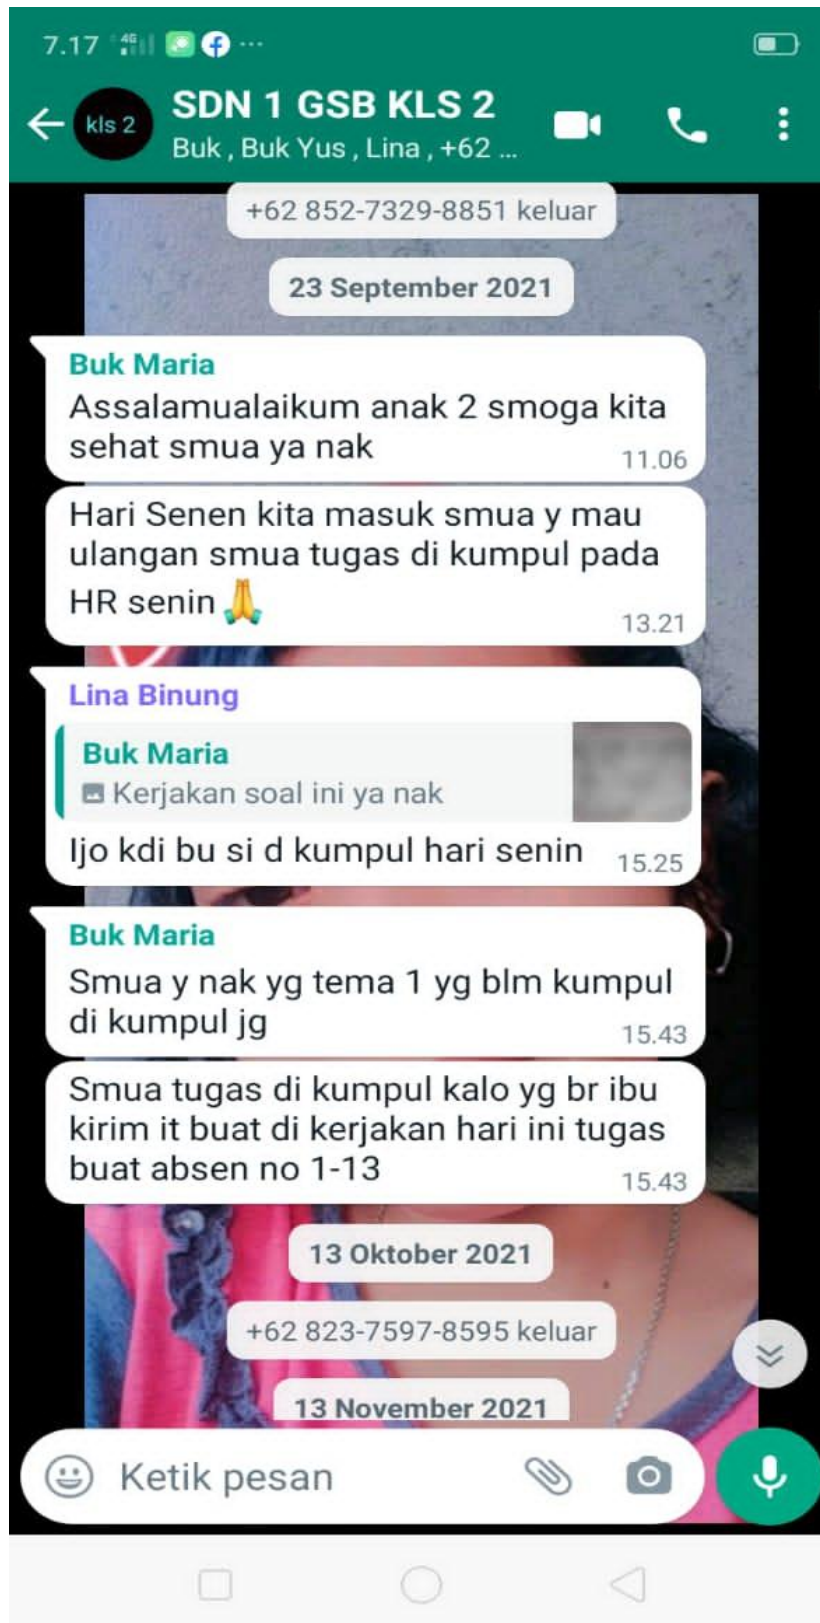 7.17 4G ...
kls 2
SDN 1 GSB KLS 2
Buk , Buk Yus , Lina , +62 ...
+62 852-7329-8851 keluar
23 September 2021
Buk Maria
Assalamualaikum anak 2 smoga kita
sehat smua ya nak
11.06
Hari Senen kita masuk smua y mau
ulangan smua tugas di kumpul pada
HR senin🙏
13.21
Lina Binung
Buk Maria
Kerjakan soal ini ya nak
Ijo kdi bu si d kumpul hari senin 15.25
Buk Maria
Smua y nak yg tema 1 yg blm kumpul
di kumpul jg
15.43
Smua tugas di kumpul kalo yg br ibu
kirim it buat di kerjakan hari ini tugas
buat absen no 1-13
15.43
13 Oktober 2021
+62 823-7597-8595 keluar
13 November 2021
Ketik pesan